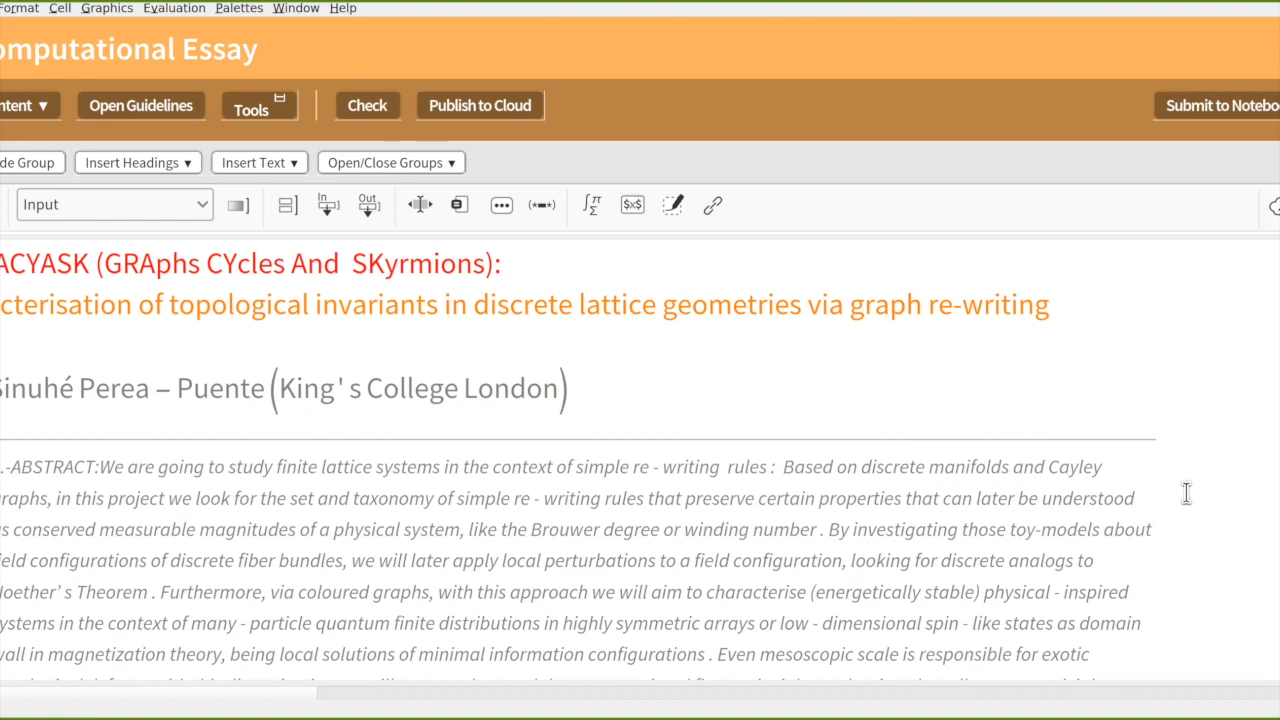 Format Cell Graphics Evaluation Palettes Window Help
omputational Essay
ntent ▼ Open Guidelines Tools Check Publish to Cloud Submit to Notebo
de Group Insert Headings ▼ Insert Text ▼ Open/Close Groups ▼
Input In Out $x$
ACYASK (GRAphs CYcles And SKyrmions):
cterisation of topological invariants in discrete lattice geometries via graph re-writing
Sinuhé Perea – Puente (King's College London)
.-ABSTRACT:We are going to study finite lattice systems in the context of simple re - writing rules : Based on discrete manifolds and Cayley
graphs, in this project we look for the set and taxonomy of simple re - writing rules that preserve certain properties that can later be understood
as conserved measurable magnitudes of a physical system, like the Brouwer degree or winding number . By investigating those toy-models about
field configurations of discrete fiber bundles, we will later apply local perturbations to a field configuration, looking for discrete analogs to
Noether's Theorem . Furthermore, via coloured graphs, with this approach we will aim to characterise (energetically stable) physical - inspired
systems in the context of many - particle quantum finite distributions in highly symmetric arrays or low - dimensional spin - like states as domain
wall in magnetization theory, being local solutions of minimal information configurations . Even mesoscopic scale is responsible for exotic